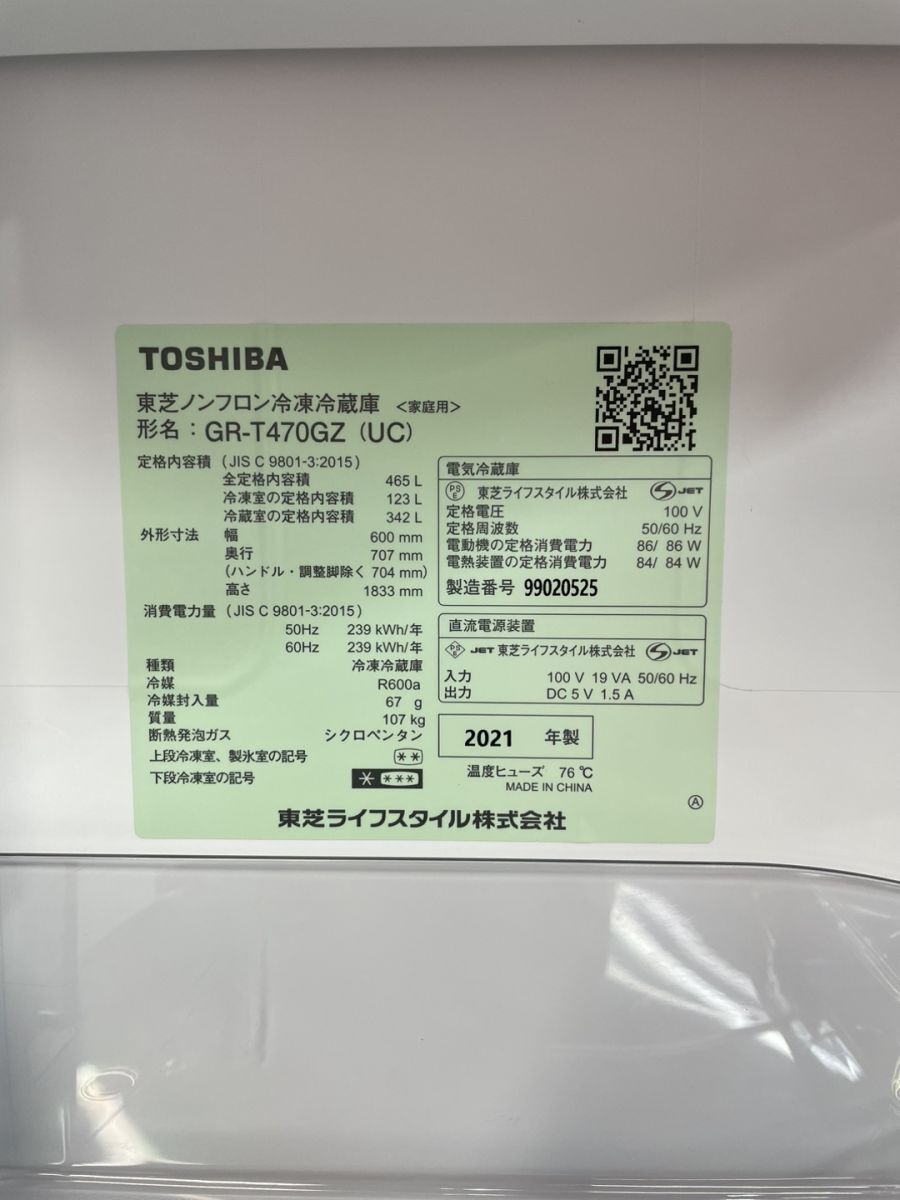 TOSHIBA
東芝ノンフロン冷凍冷蔵庫 <家庭用>
形名：GR-T470GZ (UC)
定格内容積 (JIS C 9801-3:2015)
全定格内容積 465 L
冷凍室の定格内容積 123 L
冷蔵室の定格内容積 342 L
外形寸法 幅 600 mm
奥行 707 mm
(ハンドル・調整脚除く 704 mm)
高さ 1833 mm
消費電力量 (JIS C 9801-3:2015)
50Hz 239 kWh/年
60Hz 239 kWh/年
種類 冷凍冷蔵庫
冷媒 R600a
冷媒封入量 67 g
質量 107 kg
断熱発泡ガス シクロペンタン
上段冷凍室、製氷室の記号 **
下段冷凍室の記号 * ***
電気冷蔵庫
PSE 東芝ライフスタイル株式会社 S JET
定格電圧 100 V
定格周波数 50/60 Hz
電動機の定格消費電力 86/ 86 W
電熱装置の定格消費電力 84/ 84 W
製造番号 99020525
直流電源装置
PSE JET 東芝ライフスタイル株式会社 S JET
入力 100 V 19 VA 50/60 Hz
出力 DC 5 V 1.5 A
2021 年製
温度ヒューズ 76 ℃
MADE IN CHINA
Ⓐ
東芝ライフスタイル株式会社